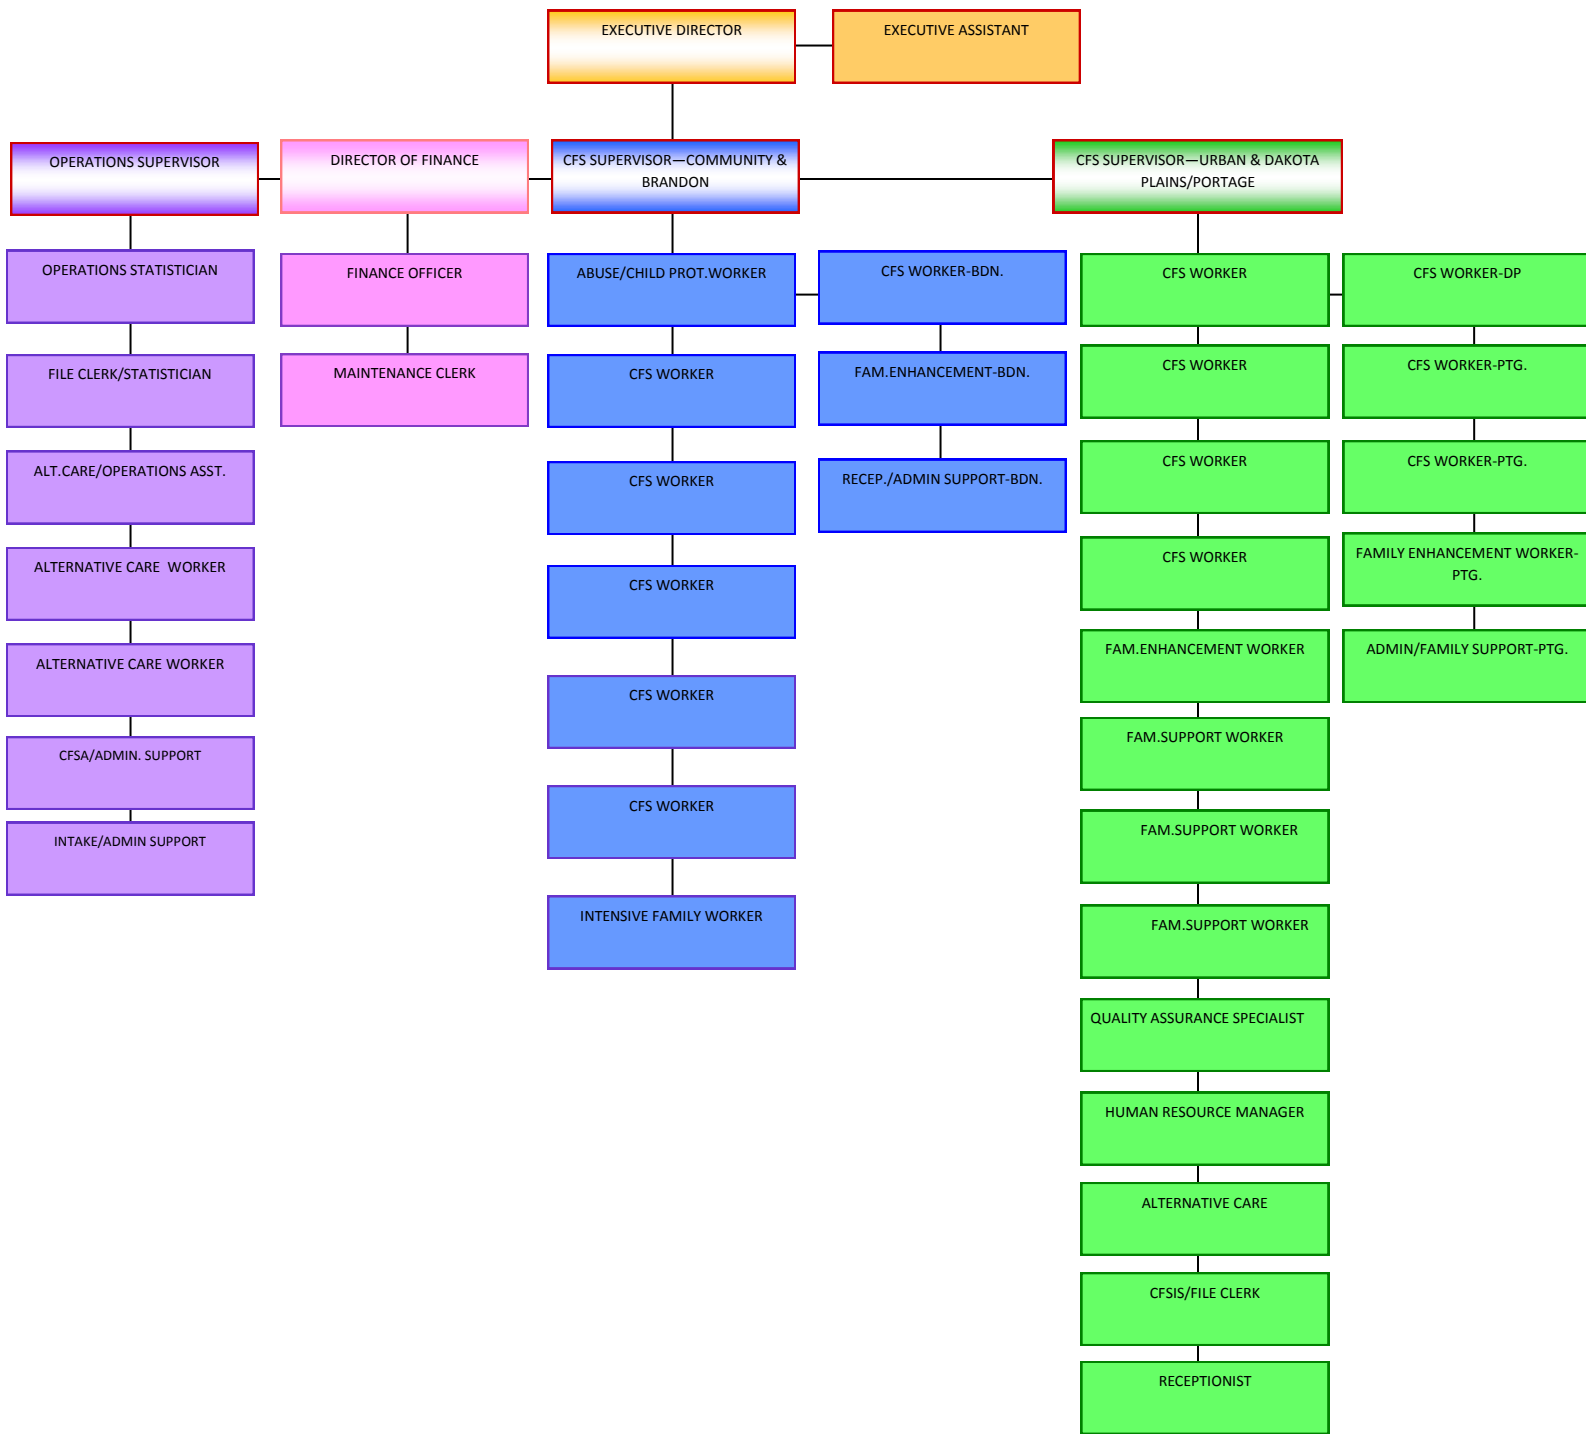 EXECUTIVE DIRECTOR
EXECUTIVE ASSISTANT
OPERATIONS SUPERVISOR
DIRECTOR OF FINANCE
CFS SUPERVISOR—COMMUNITY &
BRANDON
CFS SUPERVISOR—URBAN & DAKOTA
PLAINS/PORTAGE
OPERATIONS STATISTICIAN
FILE CLERK/STATISTICIAN
ALT.CARE/OPERATIONS ASST.
ALTERNATIVE CARE  WORKER
ALTERNATIVE CARE WORKER
CFSA/ADMIN. SUPPORT
INTAKE/ADMIN SUPPORT
FINANCE OFFICER
MAINTENANCE CLERK
ABUSE/CHILD PROT.WORKER
CFS WORKER
CFS WORKER
CFS WORKER
CFS WORKER
CFS WORKER
INTENSIVE FAMILY WORKER
CFS WORKER-BDN.
FAM.ENHANCEMENT-BDN.
RECEP./ADMIN SUPPORT-BDN.
CFS WORKER
CFS WORKER
CFS WORKER
CFS WORKER
FAM.ENHANCEMENT WORKER
FAM.SUPPORT WORKER
FAM.SUPPORT WORKER
FAM.SUPPORT WORKER
QUALITY ASSURANCE SPECIALIST
HUMAN RESOURCE MANAGER
ALTERNATIVE CARE
CFSIS/FILE CLERK
RECEPTIONIST
CFS WORKER-DP
CFS WORKER-PTG.
CFS WORKER-PTG.
FAMILY ENHANCEMENT WORKER-
PTG.
ADMIN/FAMILY SUPPORT-PTG.